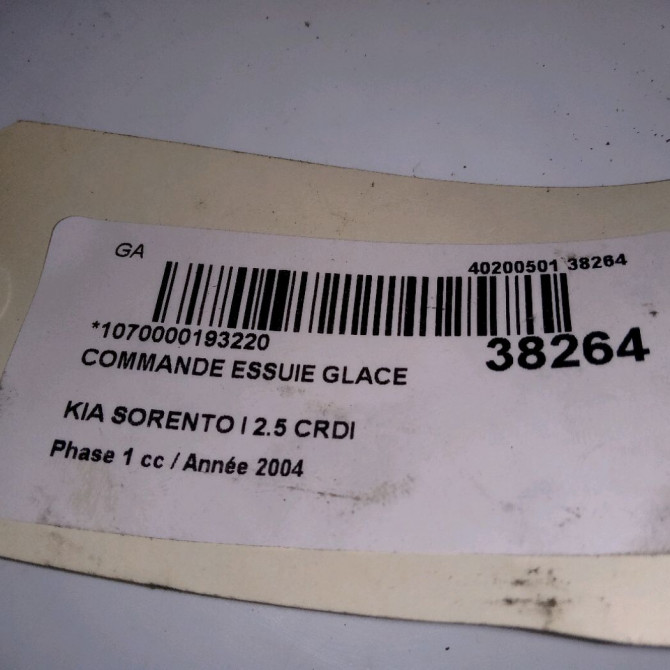 GA
40200501 38264
*1070000193220
38264
COMMANDE ESSUIE GLACE
KIA SORENTO I 2.5 CRDI
Phase 1 cc / Année 2004